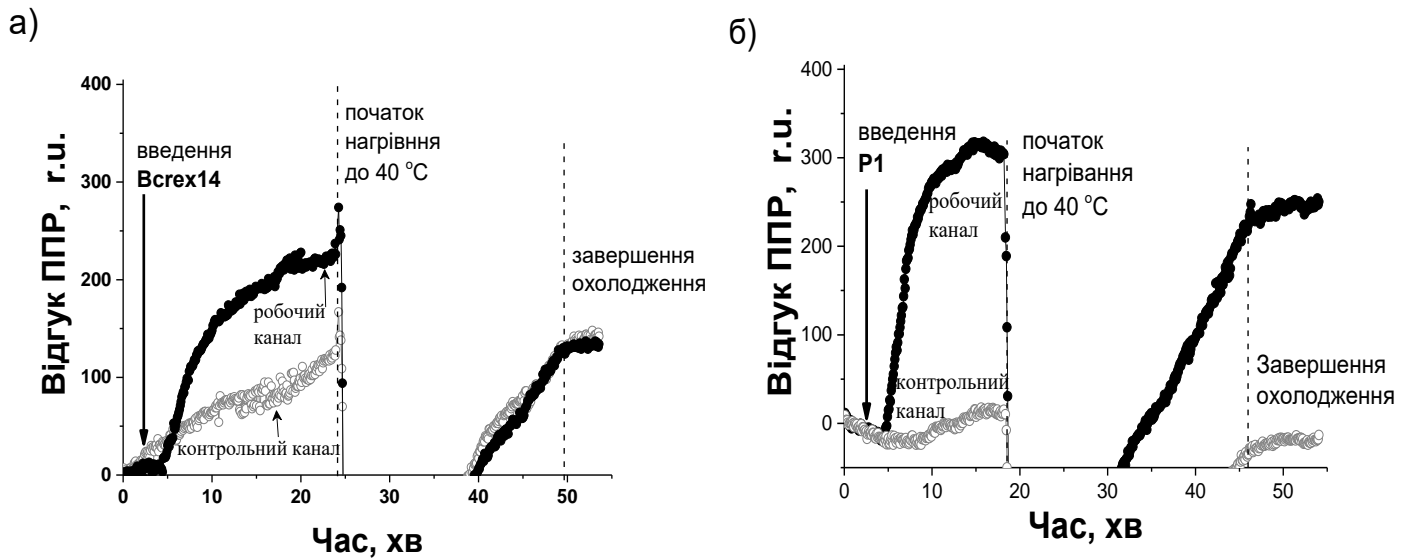 а)
400
300
200
100
0
0
10
20
30
40
50
Відгук ППР, r.u.
Час, хв
введення
Bcrex14
початок
нагрівння
до 40 °C
робочий
канал
контрольний канал
завершення
охолодження
б)
400
300
200
100
0
0
10
20
30
40
50
Відгук ППР, r.u.
Час, хв
введення
P1
початок
нагрівання
до 40 °C
робочий
канал
контрольний
канал
Завершення
охолодження